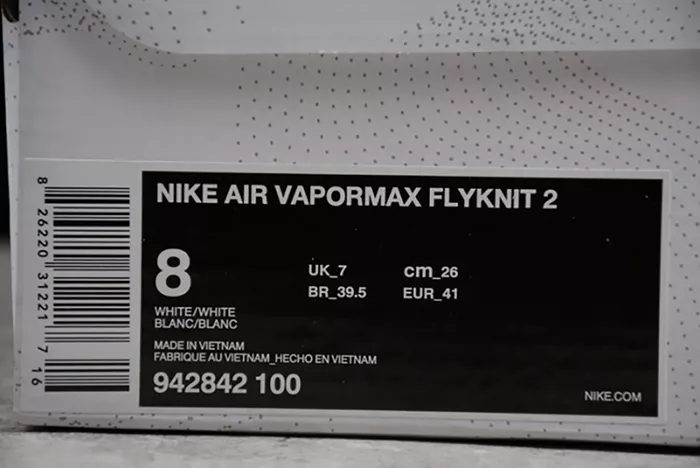 NIKE AIR VAPORMAX FLYKNIT 2
8
UK_7 cm_26
BR_39.5 EUR_41
WHITE/WHITE
BLANC/BLANC
MADE IN VIETNAM
FABRIQUE AU VIETNAM_HECHO EN VIETNAM
942842 100
NIKE.COM
8 26220 31221 7 16